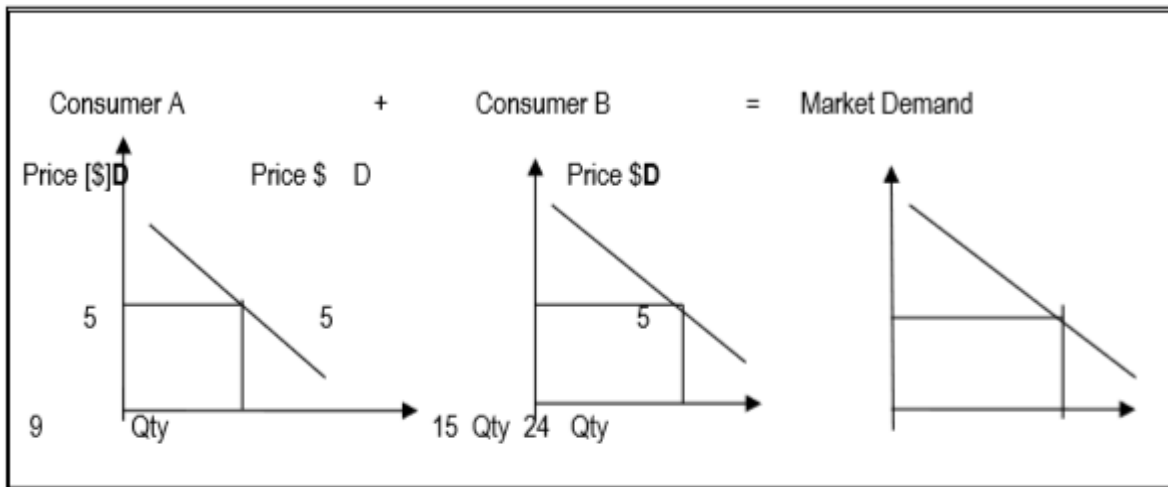 Consumer A + Consumer B = Market Demand
Price [$]D Price $ D Price $D
5 5 5
9 Qty 15 Qty 24 Qty